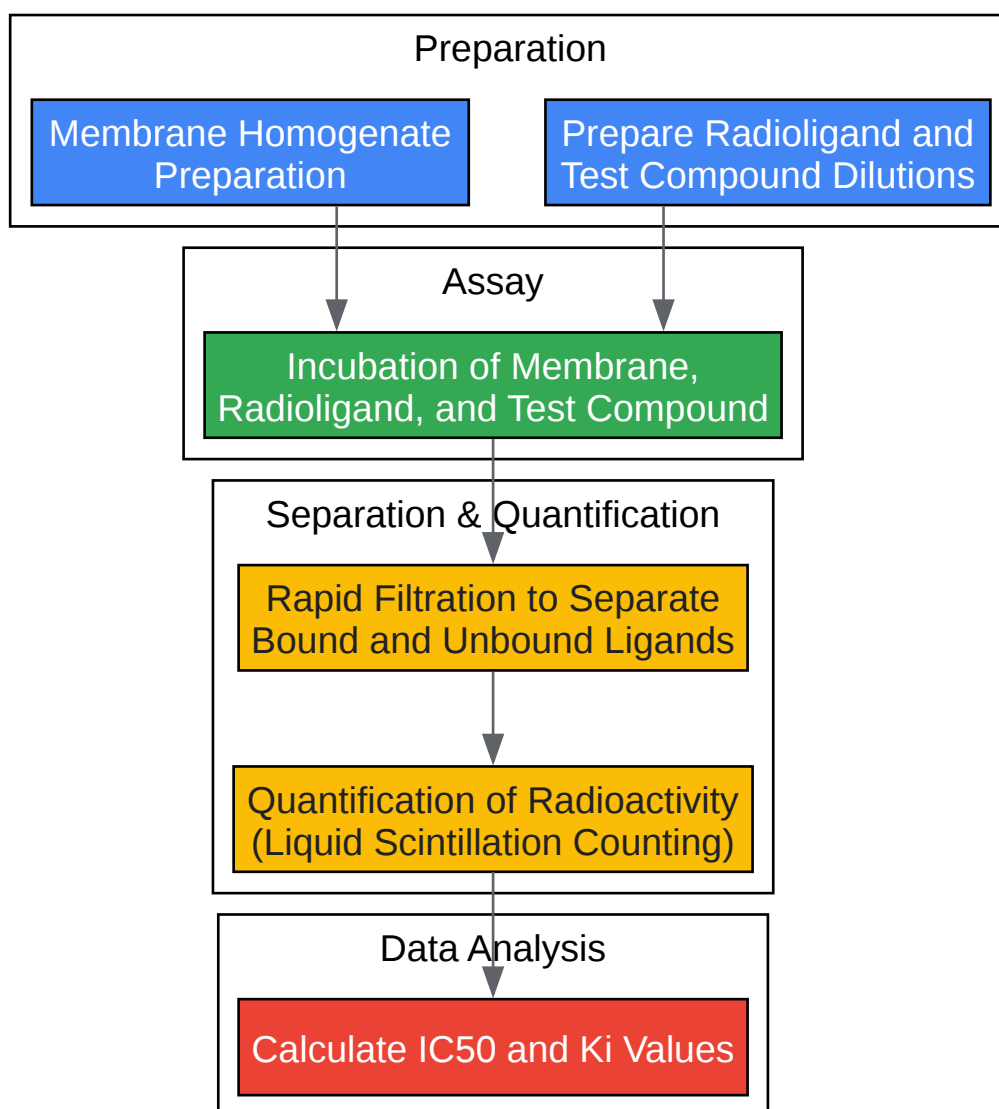 Preparation
Membrane Homogenate
Preparation
Prepare Radioligand and
Test Compound Dilutions
Assay
Incubation of Membrane,
Radioligand, and Test Compound
Separation & Quantification
Rapid Filtration to Separate
Bound and Unbound Ligands
Quantification of Radioactivity
(Liquid Scintillation Counting)
Data Analysis
Calculate IC50 and Ki Values